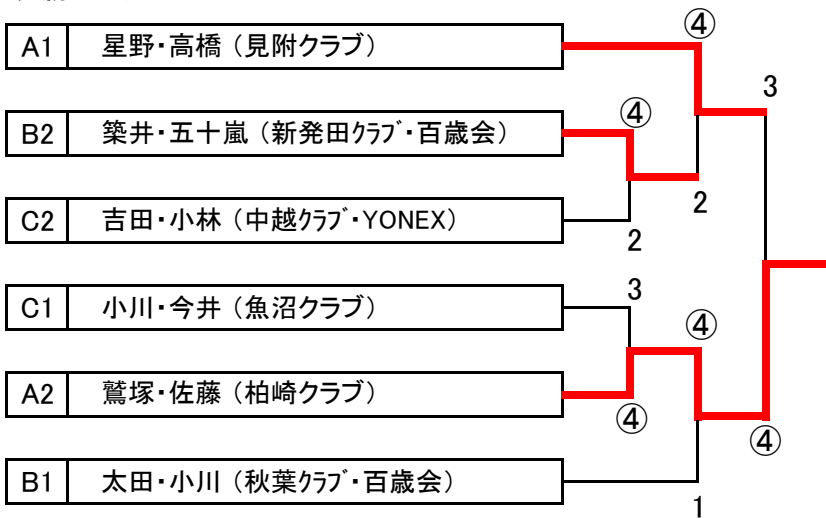 ④
A1 星野・高橋（見附クラブ）
3
④
B2 築井・五十嵐（新発田ｸﾗﾌﾞ・百歳会）
2
C2 吉田・小林（中越ｸﾗﾌﾞ・YONEX）
2
3
C1 小川・今井（魚沼クラブ）
④
A2 鷲塚・佐藤（柏崎クラブ）
④
④
B1 太田・小川（秋葉ｸﾗﾌﾞ・百歳会）
1